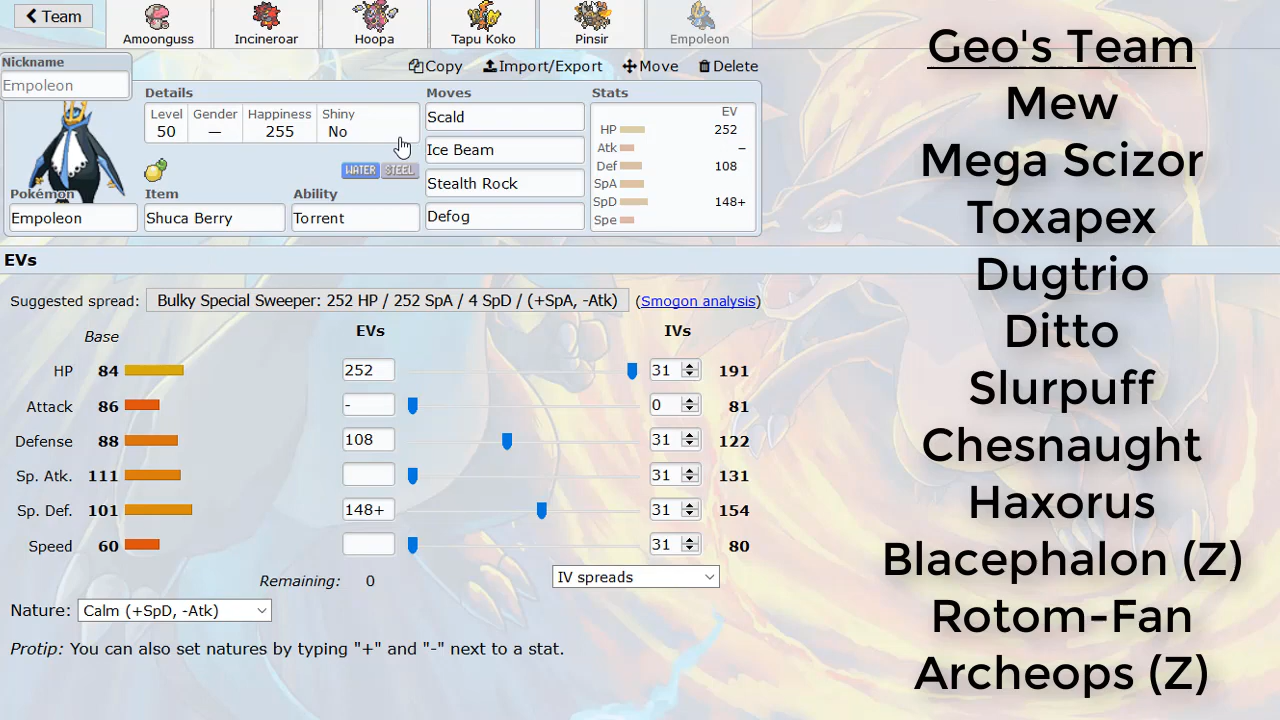 Team
Amoonguss
Incineroar
Hoopa
Tapu Koko
Pinsir
Empoleon
Nickname
Empoleon
Copy
Import/Export
Move
Delete
Details
Level
50
Gender
—
Happiness
255
Shiny
No
WATER
STEEL
Pokémon
Empoleon
Item
Shuca Berry
Ability
Torrent
Moves
Scald
Ice Beam
Stealth Rock
Defog
Stats
EV
HP 252
Atk –
Def 108
SpA
SpD 148+
Spe
EVs
Suggested spread: Bulky Special Sweeper: 252 HP / 252 SpA / 4 SpD / (+SpA, -Atk) (Smogon analysis)
Base EVs IVs
HP 84 252 31 191
Attack 86 - 0 81
Defense 88 108 31 122
Sp. Atk. 111 31 131
Sp. Def. 101 148+ 31 154
Speed 60 31 80
Remaining: 0
IV spreads
Nature: Calm (+SpD, -Atk)
Protip: You can also set natures by typing "+" and "-" next to a stat.
Geo's Team
Mew
Mega Scizor
Toxapex
Dugtrio
Ditto
Slurpuff
Chesnaught
Haxorus
Blacephalon (Z)
Rotom-Fan
Archeops (Z)